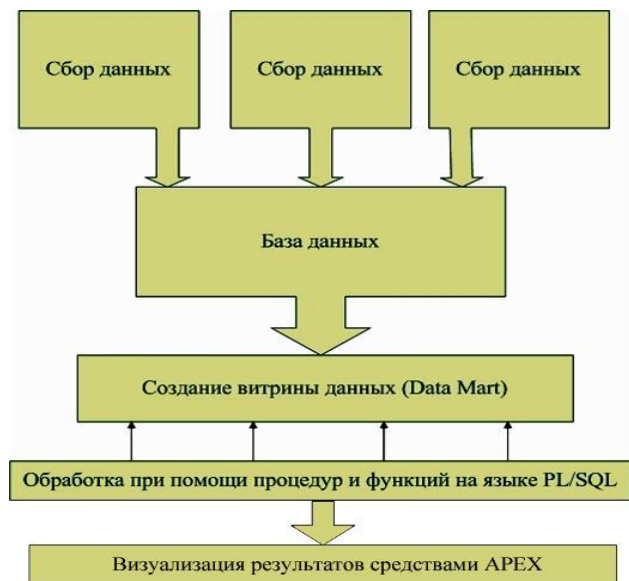 Сбор данных
Сбор данных
Сбор данных
База данных
Создание витрины данных (Data Mart)
Обработка при помощи процедур и функций на языке PL/SQL
Визуализация результатов средствами APEX